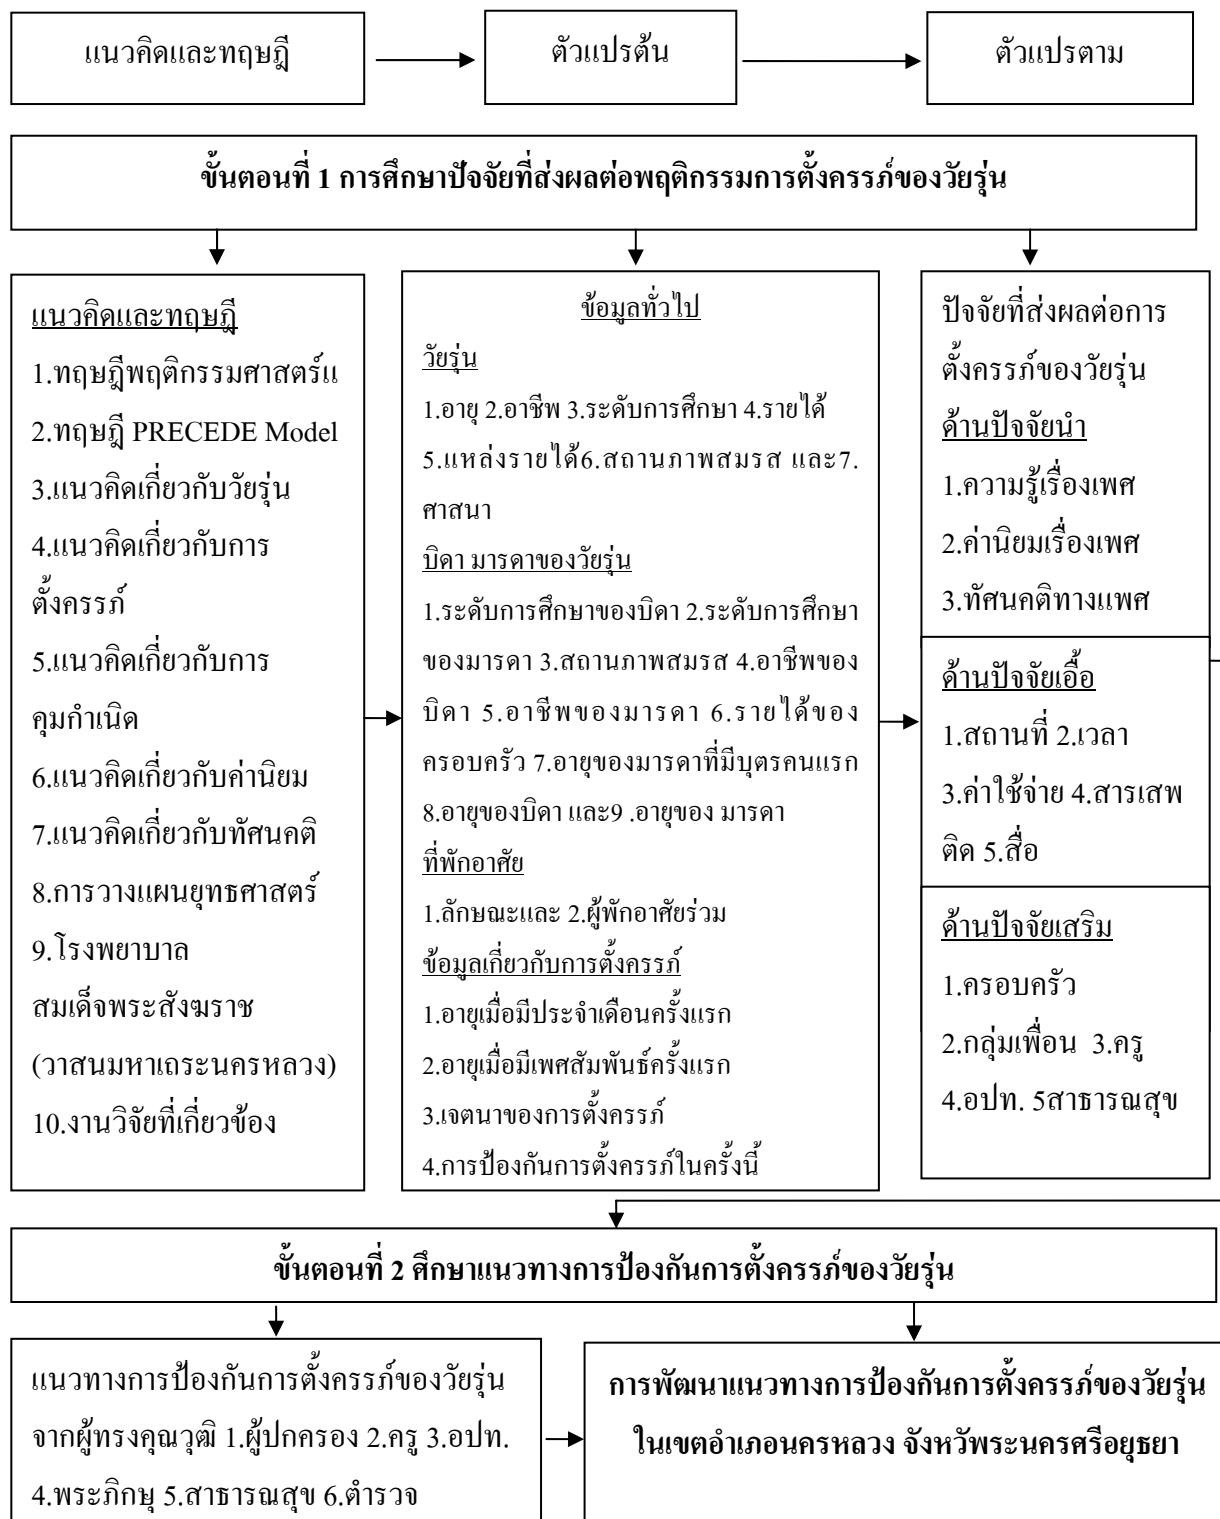 แนวคิดและทฤษฎี
ตัวแปรต้น
ตัวแปรตาม
ขั้นตอนที่ 1 การศึกษาปัจจัยที่ส่งผลต่อพฤติกรรมการตั้งครรภ์ของวัยรุ่น
แนวคิดและทฤษฎี
1.ทฤษฎีพฤติกรรมศาสตร์แ
2.ทฤษฎี PRECEDE Model
3.แนวคิดเกี่ยวกับวัยรุ่น
4.แนวคิดเกี่ยวกับการ
ตั้งครรภ์
5.แนวคิดเกี่ยวกับการ
คุมกำเนิด
6.แนวคิดเกี่ยวกับค่านิยม
7.แนวคิดเกี่ยวกับทัศนคติ
8.การวางแผนยุทธศาสตร์
9.โรงพยาบาล
สมเด็จพระสังฆราช
(วาสนมหาเถระนครหลวง)
10.งานวิจัยที่เกี่ยวข้อง
ข้อมูลทั่วไป
วัยรุ่น
1.อายุ 2.อาชีพ 3.ระดับการศึกษา 4.รายได้
5.แหล่งรายได้6.สถานภาพสมรส และ7.
ศาสนา
บิดา มารดาของวัยรุ่น
1.ระดับการศึกษาของบิดา 2.ระดับการศึกษา
ของมารดา 3.สถานภาพสมรส 4.อาชีพของ
บิดา 5.อาชีพของมารดา 6.รายได้ของ
ครอบครัว 7.อายุของมารดาที่มีบุตรคนแรก
8.อายุของบิดา และ9 .อายุของ มารดา
ที่พักอาศัย
1.ลักษณะและ 2.ผู้พักอาศัยร่วม
ข้อมูลเกี่ยวกับการตั้งครรภ์
1.อายุเมื่อมีประจำเดือนครั้งแรก
2.อายุเมื่อมีเพศสัมพันธ์ครั้งแรก
3.เจตนาของการตั้งครรภ์
4.การป้องกันการตั้งครรภ์ในครั้งนี้
ปัจจัยที่ส่งผลต่อการ
ตั้งครรภ์ของวัยรุ่น
ด้านปัจจัยนำ
1.ความรู้เรื่องเพศ
2.ค่านิยมเรื่องเพศ
3.ทัศนคติทางแพศ
ด้านปัจจัยเอื้อ
1.สถานที่ 2.เวลา
3.ค่าใช้จ่าย 4.สารเสพ
ติด 5.สื่อ
ด้านปัจจัยเสริม
1.ครอบครัว
2.กลุ่มเพื่อน 3.ครู
4.อปท. 5สาธารณสุข
ขั้นตอนที่ 2 ศึกษาแนวทางการป้องกันการตั้งครรภ์ของวัยรุ่น
แนวทางการป้องกันการตั้งครรภ์ของวัยรุ่น
จากผู้ทรงคุณวุฒิ 1.ผู้ปกครอง 2.ครู 3.อปท.
4.พระภิกษุ 5.สาธารณสุข 6.ตำรวจ
การพัฒนาแนวทางการป้องกันการตั้งครรภ์ของวัยรุ่น
ในเขตอำเภอนครหลวง จังหวัพระนครศรีอยุธยา